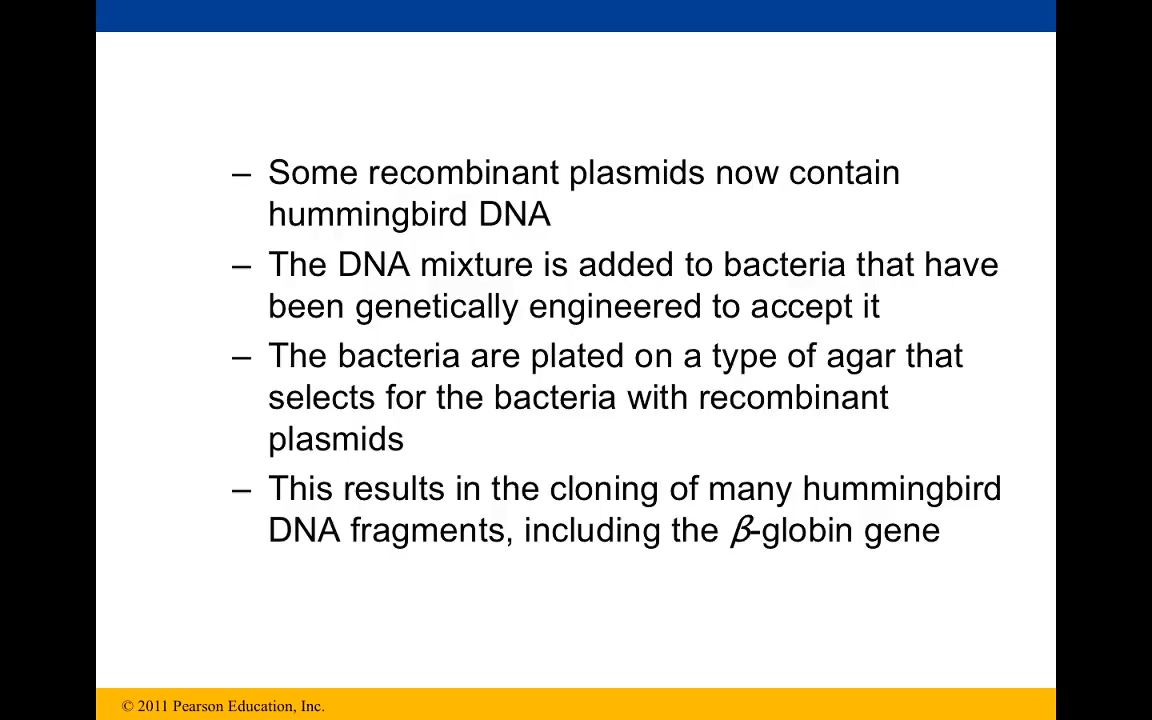 – Some recombinant plasmids now contain
hummingbird DNA
– The DNA mixture is added to bacteria that have
been genetically engineered to accept it
– The bacteria are plated on a type of agar that
selects for the bacteria with recombinant
plasmids
– This results in the cloning of many hummingbird
DNA fragments, including the β-globin gene
© 2011 Pearson Education, Inc.